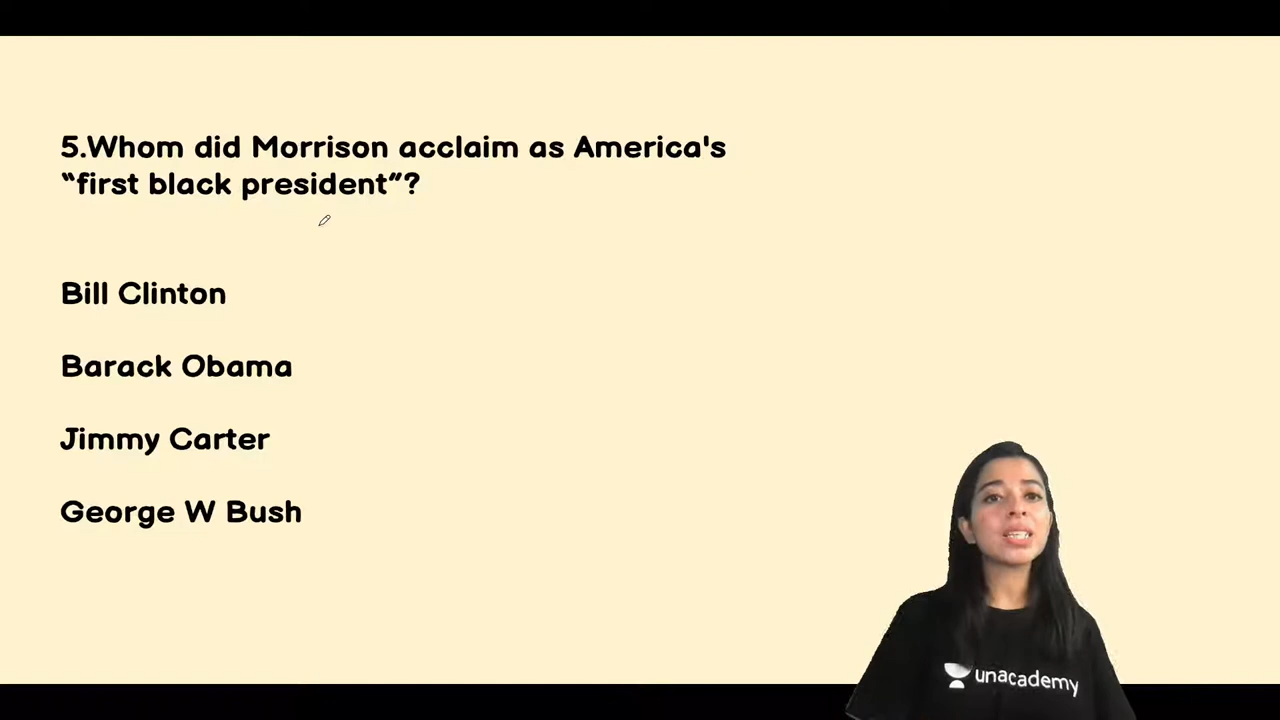 5.Whom did Morrison acclaim as America's
“first black president”?
Bill Clinton
Barack Obama
Jimmy Carter
George W Bush
unacademy